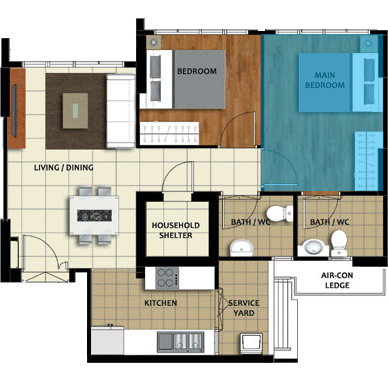 BEDROOM
MAIN
BEDROOM
LIVING / DINING
HOUSEHOLD
SHELTER
BATH / WC
BATH / WC
AIR-CON
LEDGE
KITCHEN
SERVICE
YARD